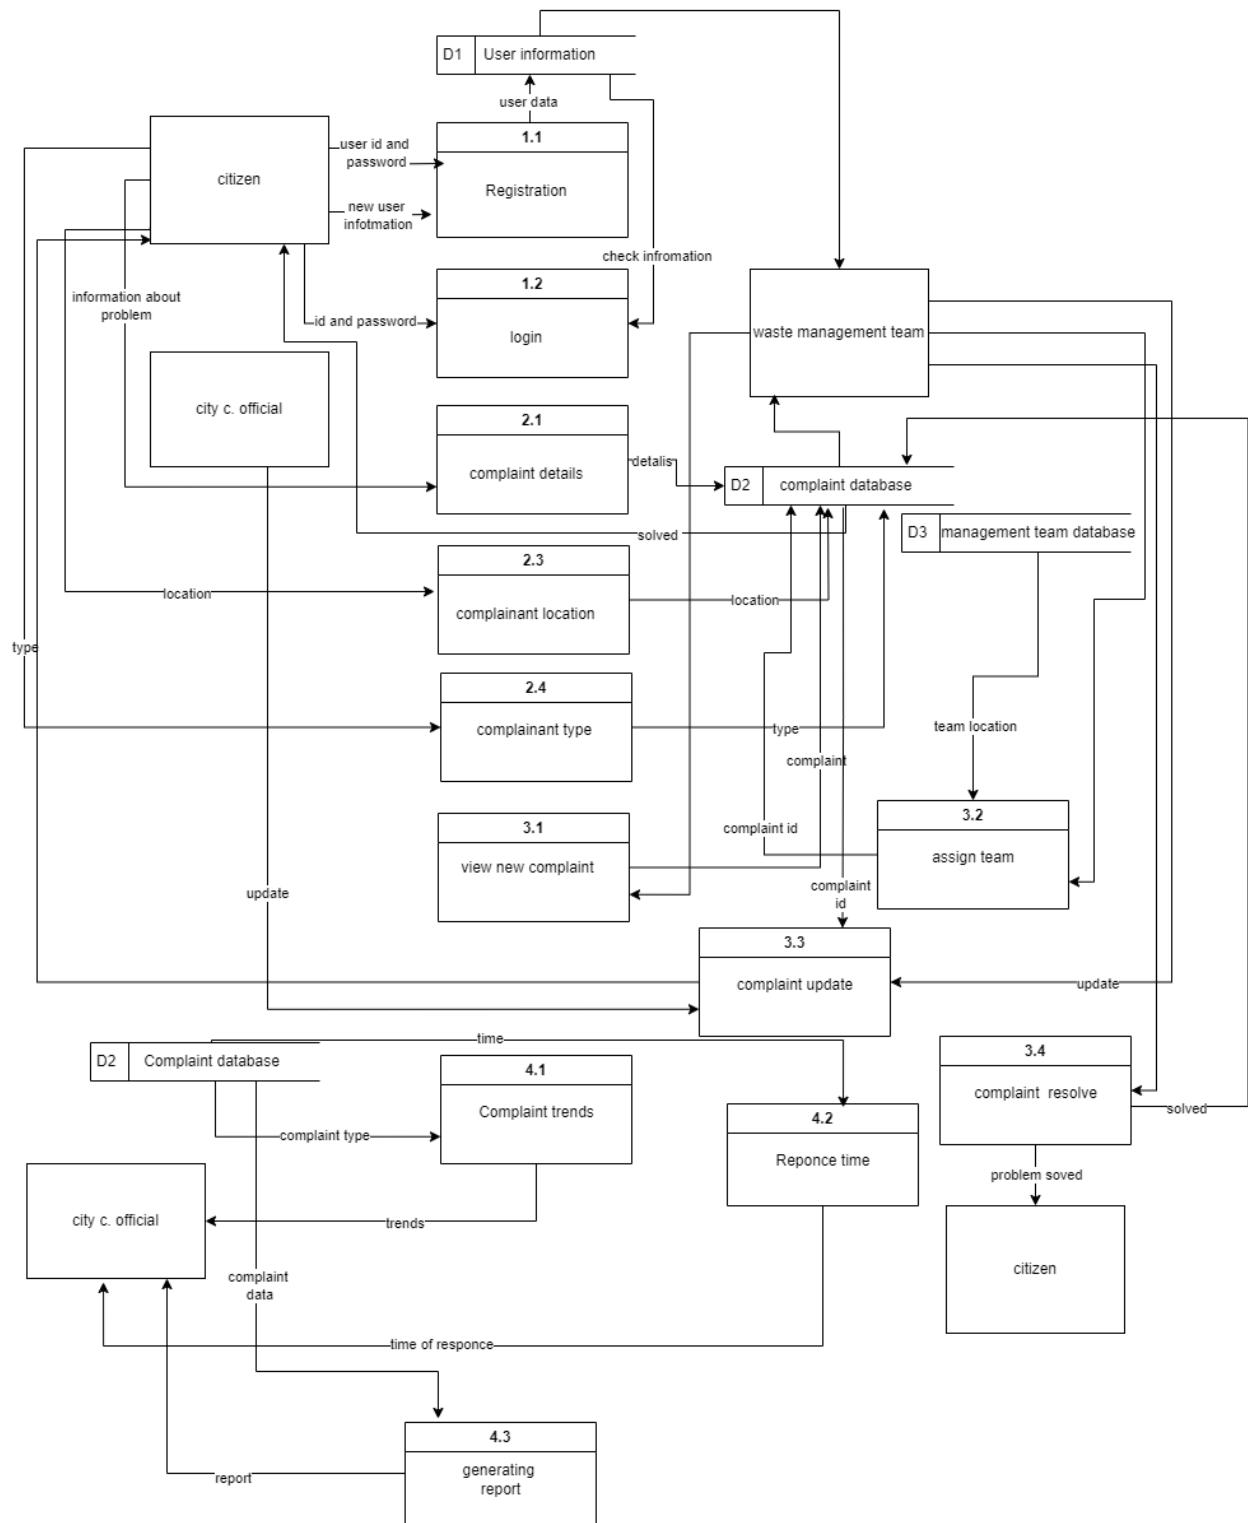 D1
User information
user data
1.1
Registration
citizen
user id and
password
new user
infotmation
check infromation
1.2
login
id and password
information about
problem
waste management team
city c. official
2.1
complaint details
detalis
D2
complaint database
D3
management team database
solved
2.3
complainant location
location
location
type
2.4
complainant type
type
team location
complaint
3.1
view new complaint
complaint id
3.2
assign team
update
complaint
id
3.3
complaint update
update
time
D2
Complaint database
4.1
Complaint trends
3.4
complaint  resolve
solved
4.2
Reponce time
complaint type
problem soved
city c. official
trends
citizen
complaint
data
time of responce
4.3
generating
report
report